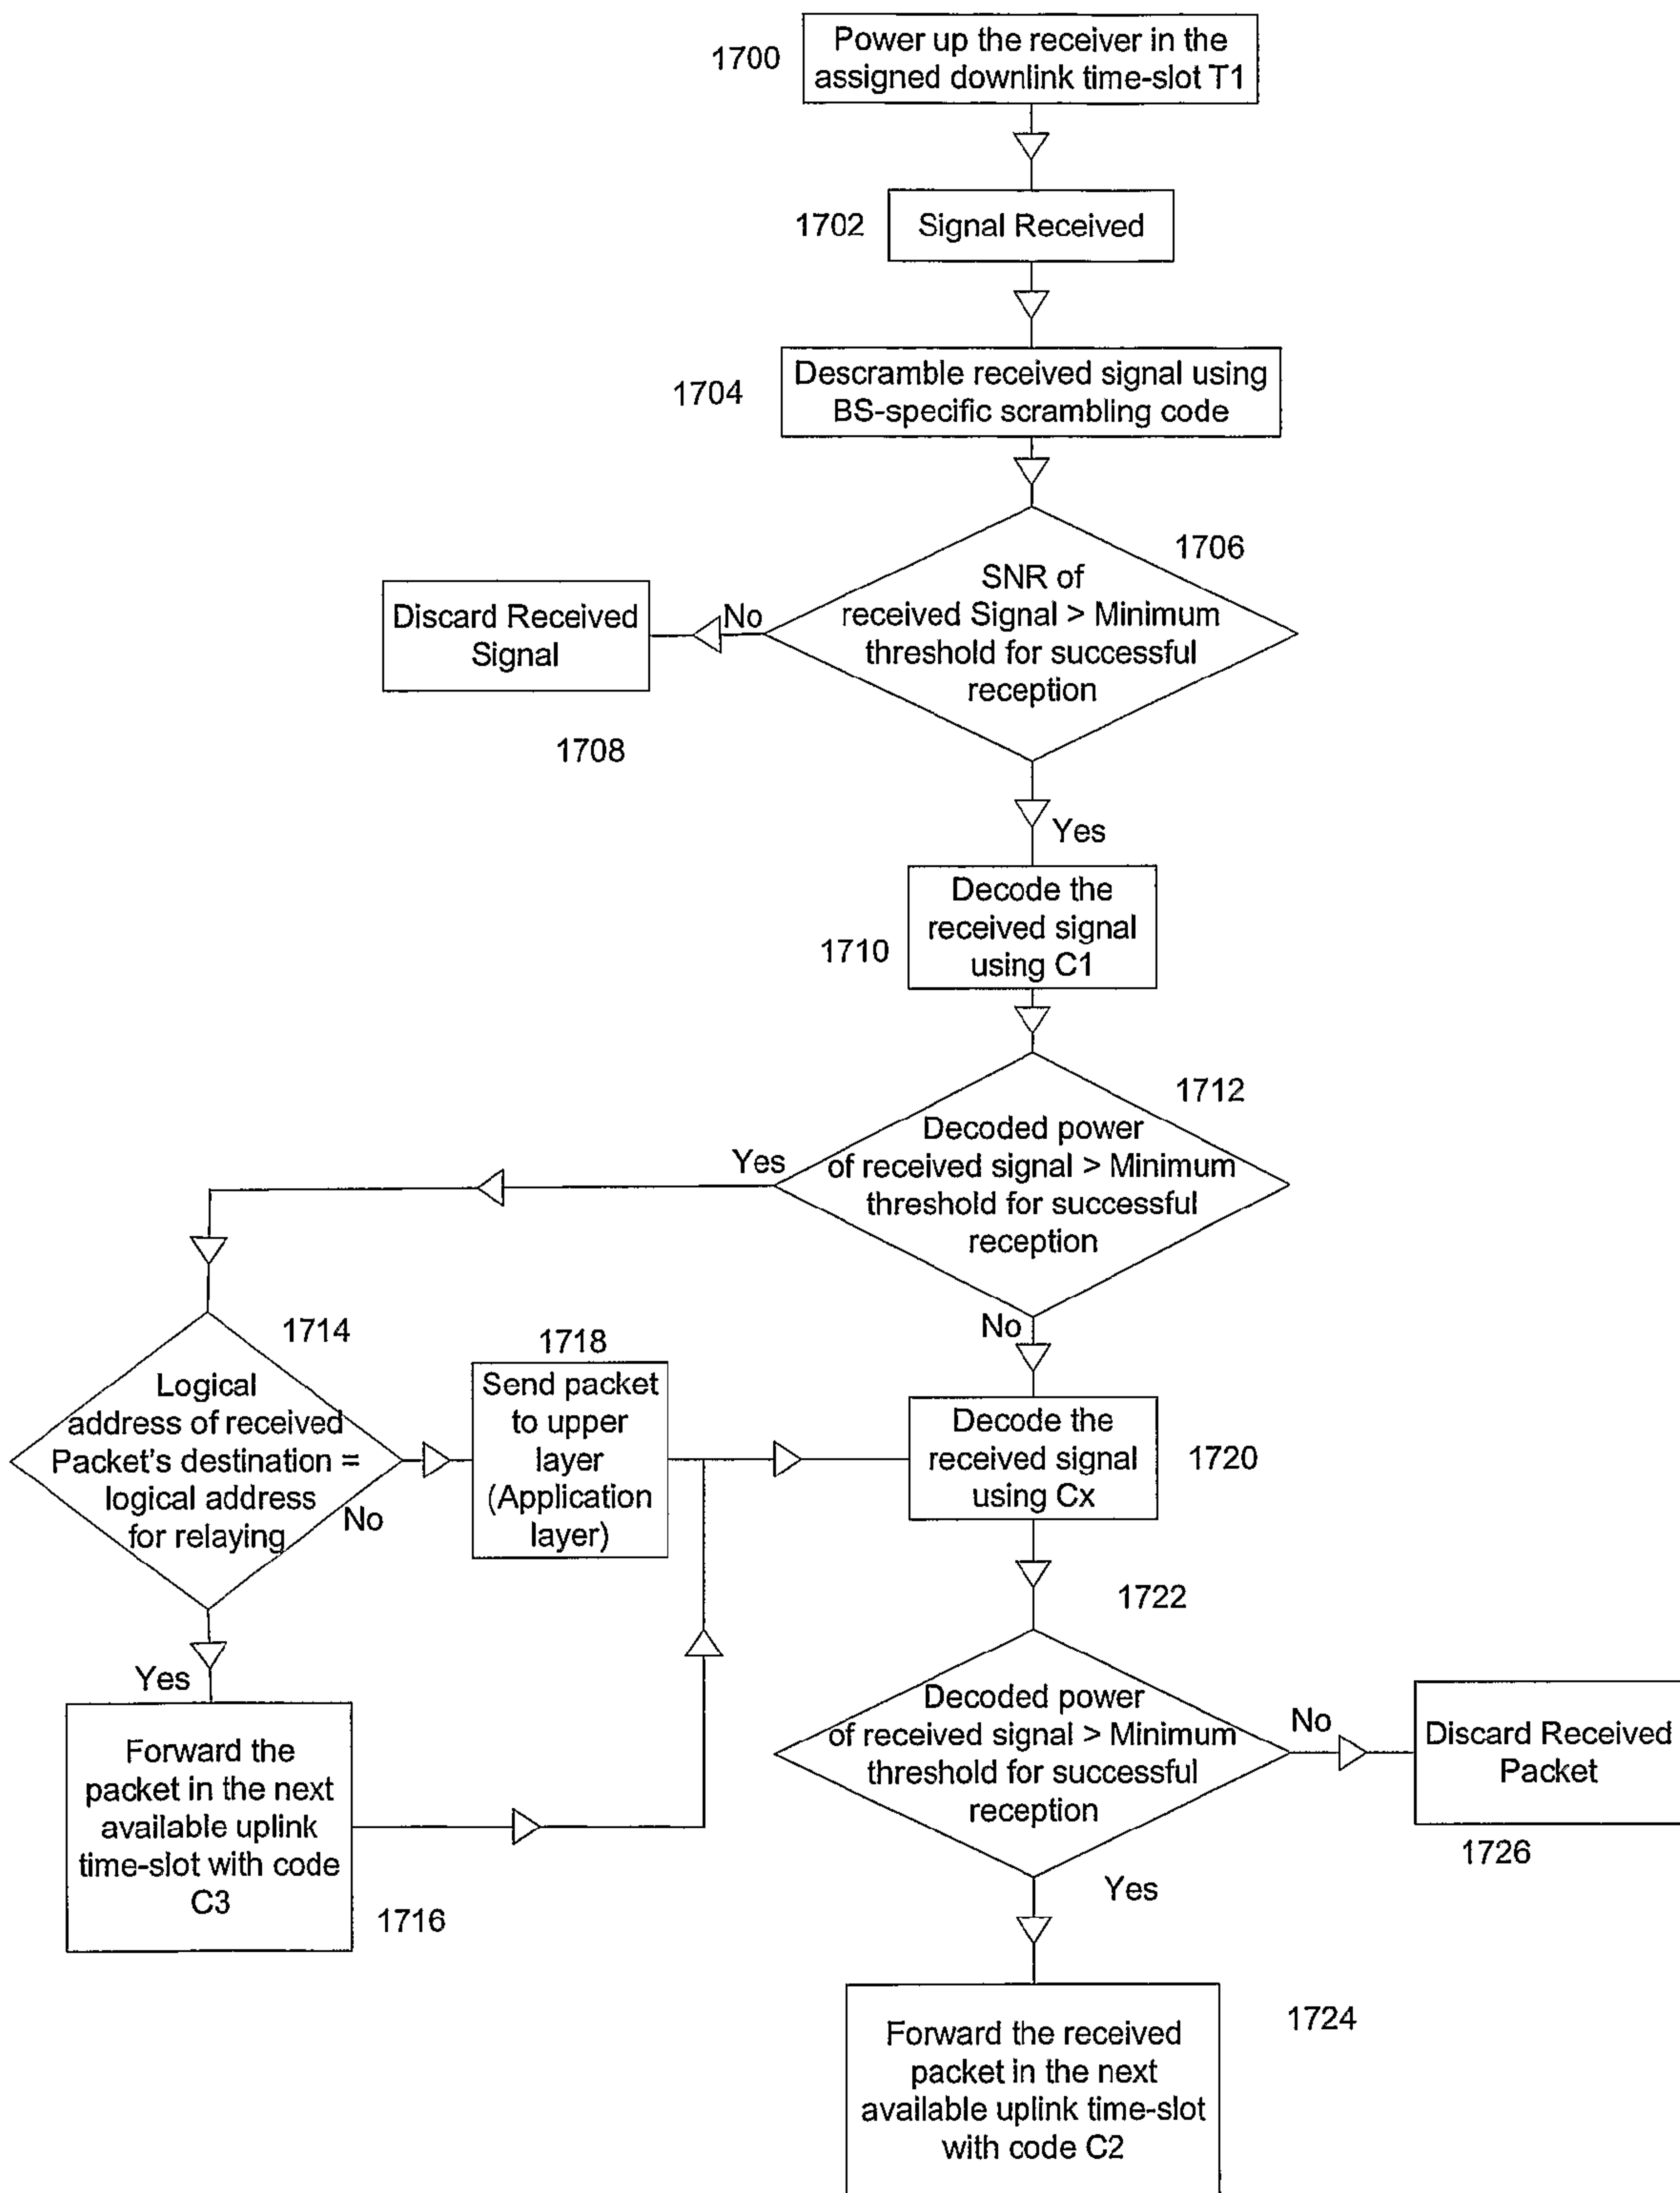 1700
Power up the receiver in the
assigned downlink time-slot T1
1702
Signal Received
1704
Descramble received signal using
BS-specific scrambling code
1706
SNR of
received Signal > Minimum
threshold for successful
reception
No
Discard Received
Signal
1708
Yes
1710
Decode the
received signal
using C1
1712
Decoded power
of received signal > Minimum
threshold for successful
reception
Yes
No
1714
Logical
address of received
Packet's destination =
logical address
for relaying
No
1718
Send packet
to upper
layer
(Application
layer)
1720
Decode the
received signal
using Cx
Yes
Forward the
packet in the next
available uplink
time-slot with code
C3
1716
1722
Decoded power
of received signal > Minimum
threshold for successful
reception
No
Discard Received
Packet
1726
Yes
1724
Forward the received
packet in the next
available uplink time-slot
with code C2